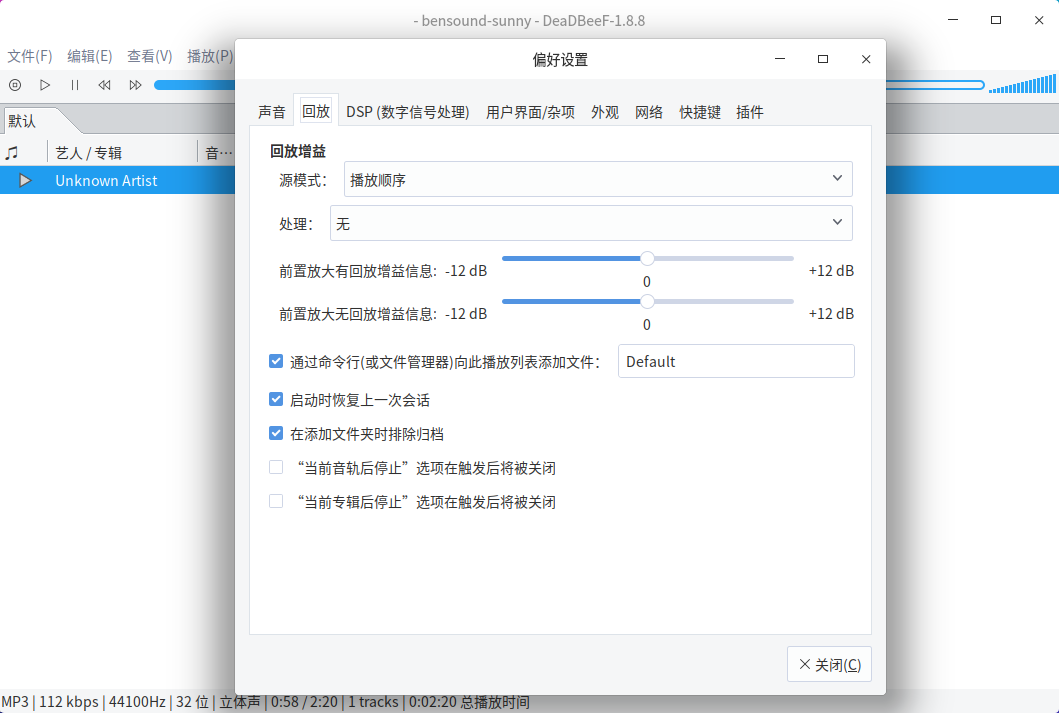 - bensound-sunny - DeaDBeeF-1.8.8
文件(F) 编辑(E) 查看(V) 播放(P)
默认
艺人 / 专辑 音…
Unknown Artist
偏好设置
声音 回放 DSP (数字信号处理) 用户界面/杂项 外观 网络 快捷键 插件
回放增益
源模式： 播放顺序
处理： 无
前置放大有回放增益信息: -12 dB +12 dB
0
前置放大无回放增益信息: -12 dB +12 dB
0
通过命令行(或文件管理器)向此播放列表添加文件： Default
启动时恢复上一次会话
在添加文件夹时排除归档
“当前音轨后停止”选项在触发后将被关闭
“当前专辑后停止”选项在触发后将被关闭
关闭(C)
MP3 | 112 kbps | 44100Hz | 32 位 | 立体声 | 0:58 / 2:20 | 1 tracks | 0:02:20 总播放时间